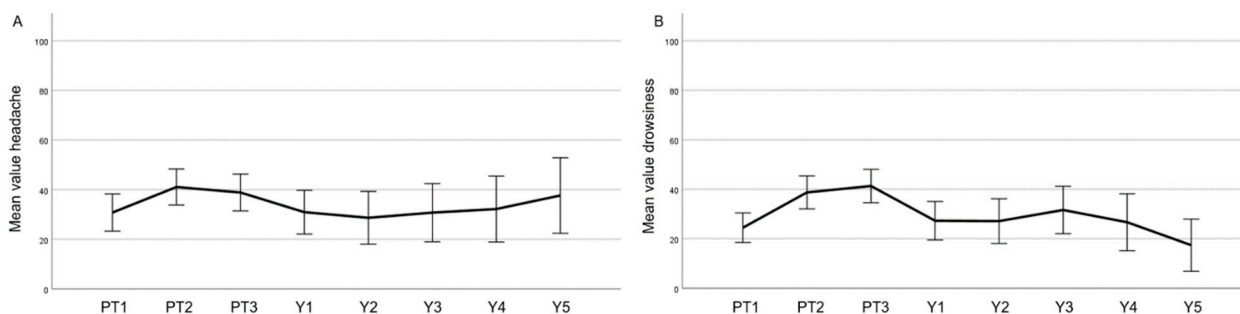 A
Mean value headache
100
80
60
40
20
0
PT1 PT2 PT3 Y1 Y2 Y3 Y4 Y5
B
Mean value drowsiness
100
80
60
40
20
0
PT1 PT2 PT3 Y1 Y2 Y3 Y4 Y5